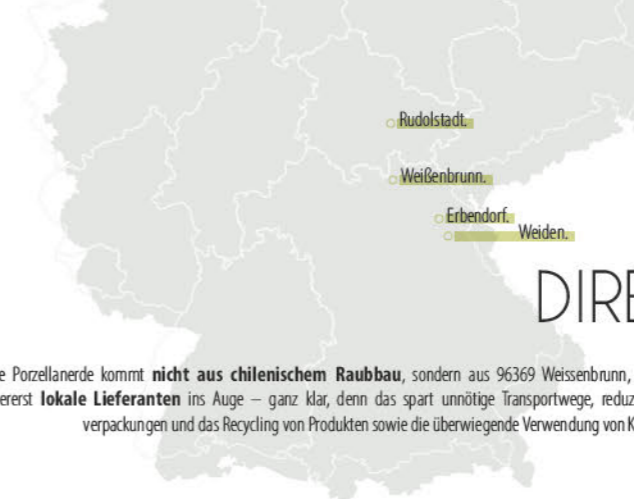 Rudolstadt.
Weißenbrunn.
Erbendorf.
Weiden.
DIRE
e Porzellanerde kommt nicht aus chilenischem Raubbau, sondern aus 96369 Weissenbrunn,
ererst lokale Lieferanten ins Auge – ganz klar, denn das spart unnötige Transportwege, reduz
verpackungen und das Recycling von Produkten sowie die überwiegende Verwendung von K